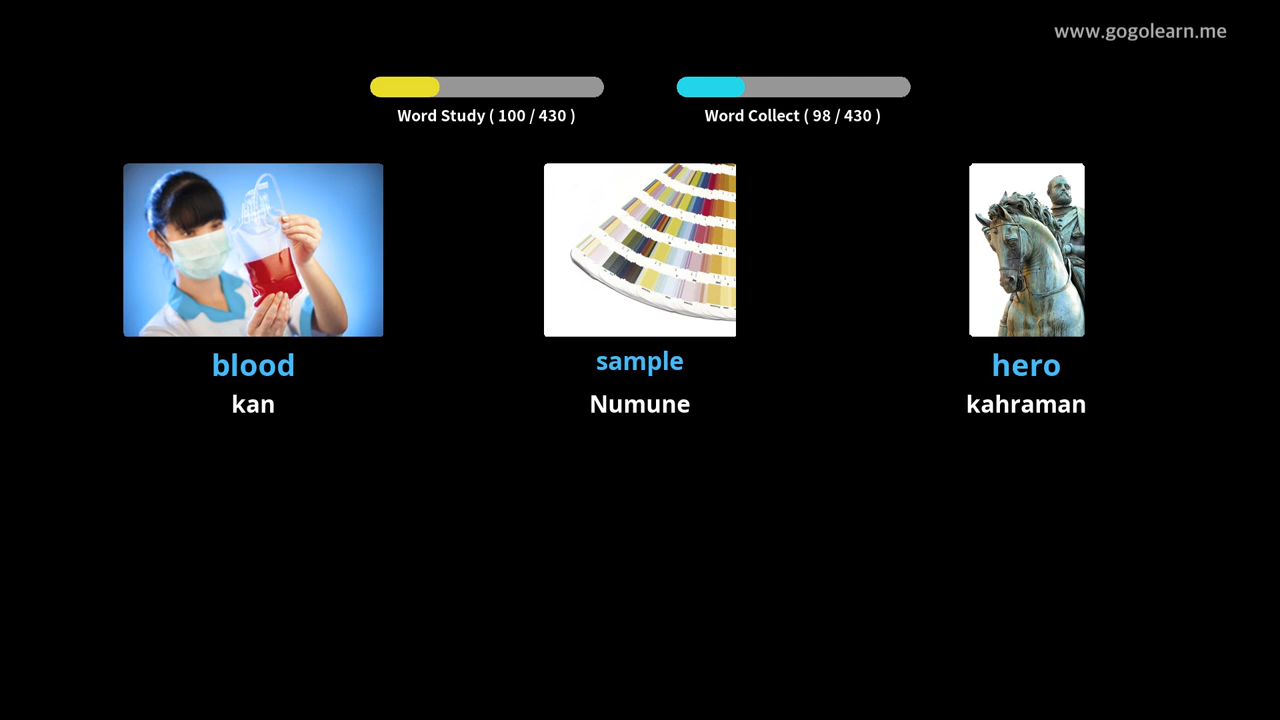 www.gogolearn.me
Word Study ( 100 / 430 )
Word Collect ( 98 / 430 )
blood
kan
sample
Numune
hero
kahraman